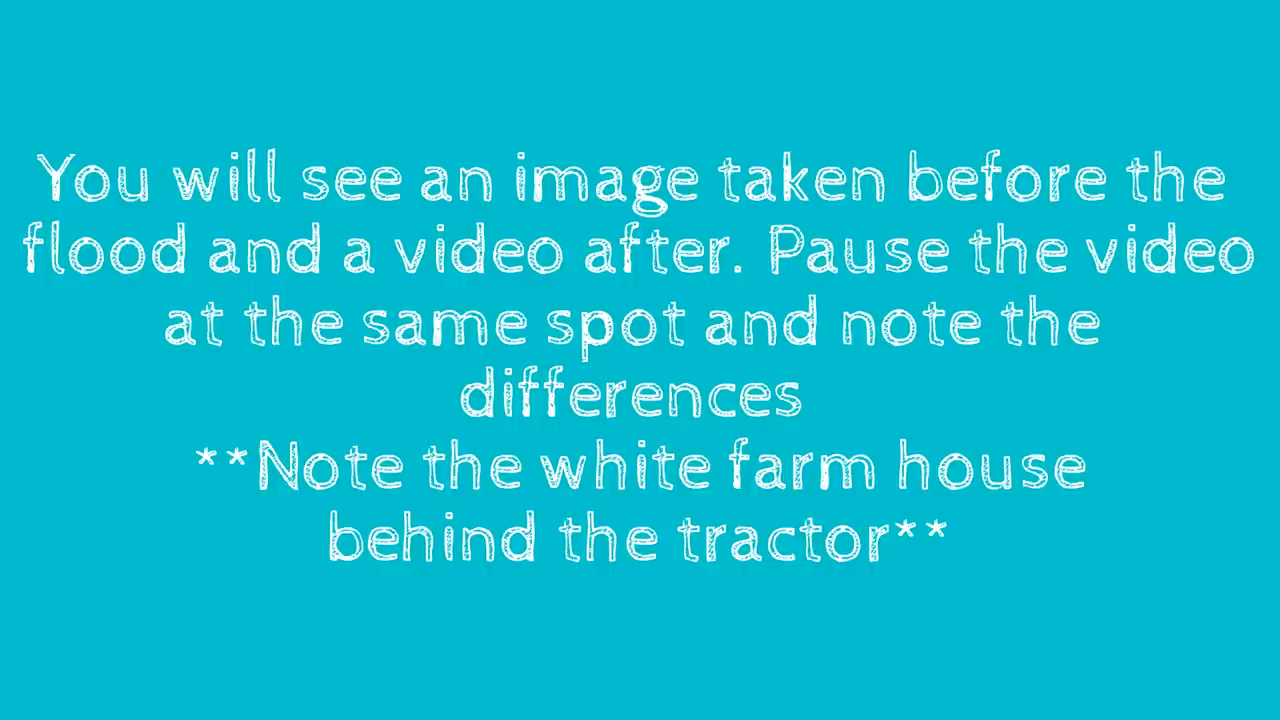 You will see an image taken before the
flood and a video after. Pause the video
at the same spot and note the
differences
**Note the white farm house
behind the tractor**